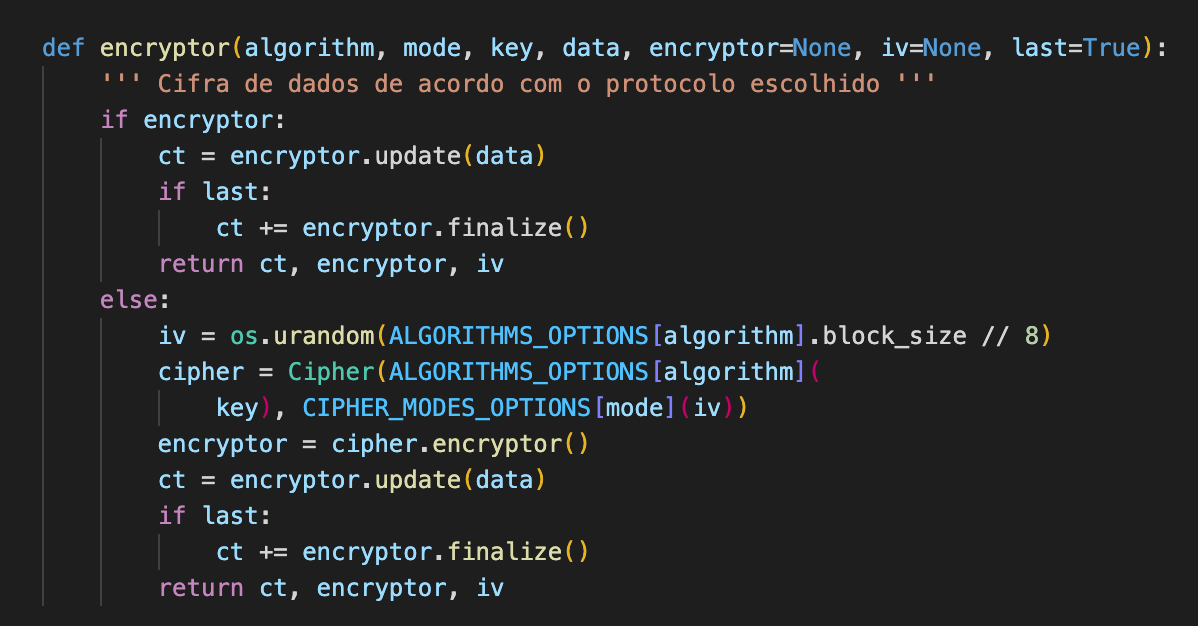 def encryptor(algorithm, mode, key, data, encryptor=None, iv=None, last=True):
    ''' Cifra de dados de acordo com o protocolo escolhido '''
    if encryptor:
        ct = encryptor.update(data)
        if last:
            ct += encryptor.finalize()
        return ct, encryptor, iv
    else:
        iv = os.urandom(ALGORITHMS_OPTIONS[algorithm].block_size // 8)
        cipher = Cipher(ALGORITHMS_OPTIONS[algorithm](
            key), CIPHER_MODES_OPTIONS[mode](iv))
        encryptor = cipher.encryptor()
        ct = encryptor.update(data)
        if last:
            ct += encryptor.finalize()
        return ct, encryptor, iv